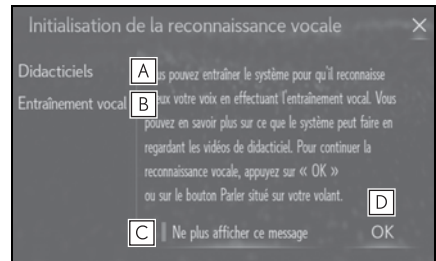 Initialisation de la reconnaissance vocale
Didacticiels
A
pouvez entraîner le système pour qu'il reconnaisse
Entraînement vocal
B
votre voix en effectuant l'entraînement vocal. Vous
pouvez en savoir plus sur ce que le système peut faire en
regardant les vidéos de didacticiel. Pour continuer la
reconnaissance vocale, appuyez sur « OK »
ou sur le bouton Parler situé sur votre volant.
D
C
Ne plus afficher ce message
OK